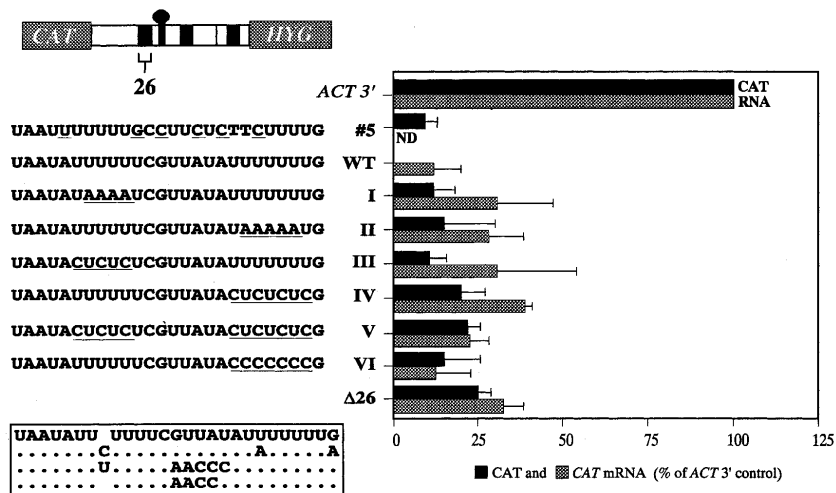 CAT HYG
26
ACT 3' CAT
RNA
UAAUUUUUUUGCCUUCUCTTCUUUUG #5 ND
UAAUAUUUUUUCGUUAUAUUUUUUUG WT
UAAUAUAAAAUCGUUAUAUUUUUUUG I
UAAUAUUUUUUCGUUAUAUAAAAAUG II
UAAUACUCUCUCGUUAUAUUUUUUUG III
UAAUAUUUUUUCGUUAUACUCUCUCG IV
UAAUACUCUCUCGUUAUACUCUCUCG V
UAAUAUUUUUUCGUUAUACCCCCCCG VI
Δ26
0 25 50 75 100 125
CAT and CAT mRNA (% of ACT 3' control)
UAAUAUU UUUUCGUUAUAUUUUUUUG
.......C............A.....A
.......U.....AACCC.........
....... .....AACC..........